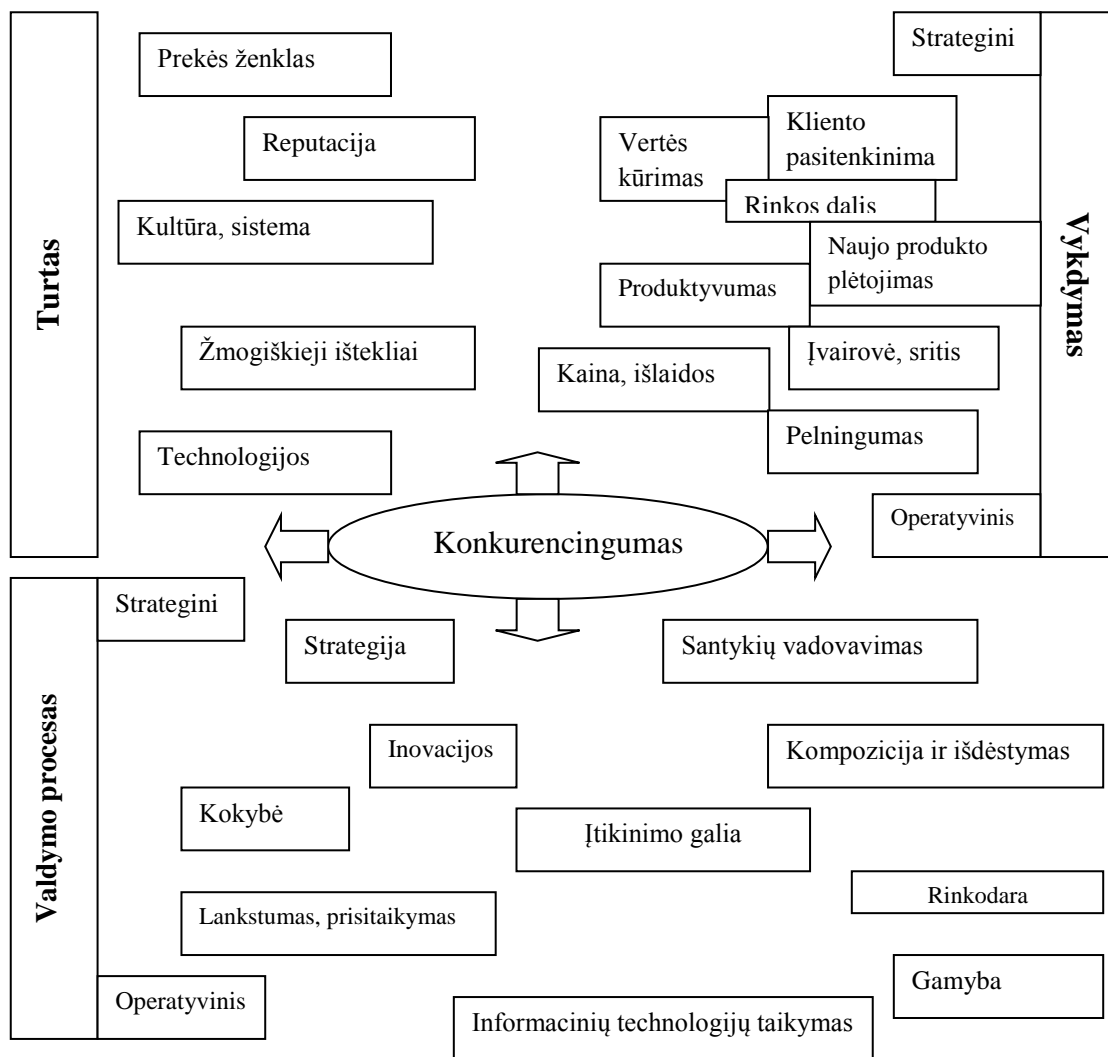 Turtas
Prekės ženklas
Reputacija
Kultūra, sistema
Žmogiškieji ištekliai
Technologijos
Vykdymas
Strategini
Kliento
pasitenkinima
Vertės
kūrimas
Rinkos dalis
Naujo produkto
plėtojimas
Produktyvumas
Įvairovė, sritis
Kaina, išlaidos
Pelningumas
Operatyvinis
Konkurencingumas
Valdymo procesas
Strategini
Strategija
Santykių vadovavimas
Inovacijos
Kompozicija ir išdėstymas
Kokybė
Įtikinimo galia
Rinkodara
Lankstumas, prisitaikymas
Gamyba
Operatyvinis
Informacinių technologijų taikymas